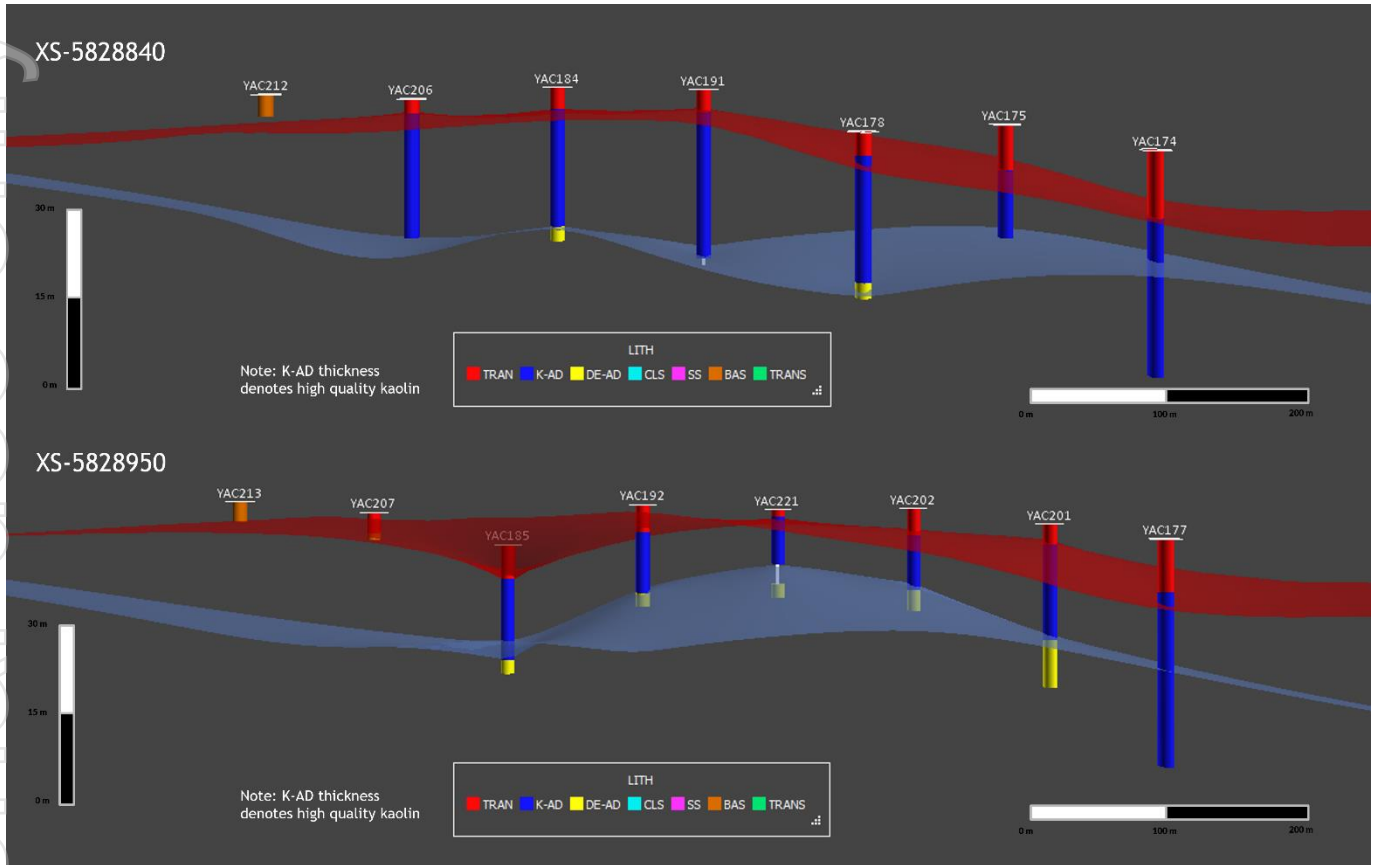 XS-5828840
YAC212
YAC206
YAC184
YAC191
YAC178
YAC175
YAC174
30 m
15 m
0 m
Note: K-AD thickness
denotes high quality kaolin
LITH
TRAN K-AD DE-AD CLS SS BAS TRANS
0 m 100 m 200 m
XS-5828950
YAC213
YAC207
YAC185
YAC192
YAC221
YAC202
YAC201
YAC177
30 m
15 m
0 m
Note: K-AD thickness
denotes high quality kaolin
LITH
TRAN K-AD DE-AD CLS SS BAS TRANS
0 m 100 m 200 m